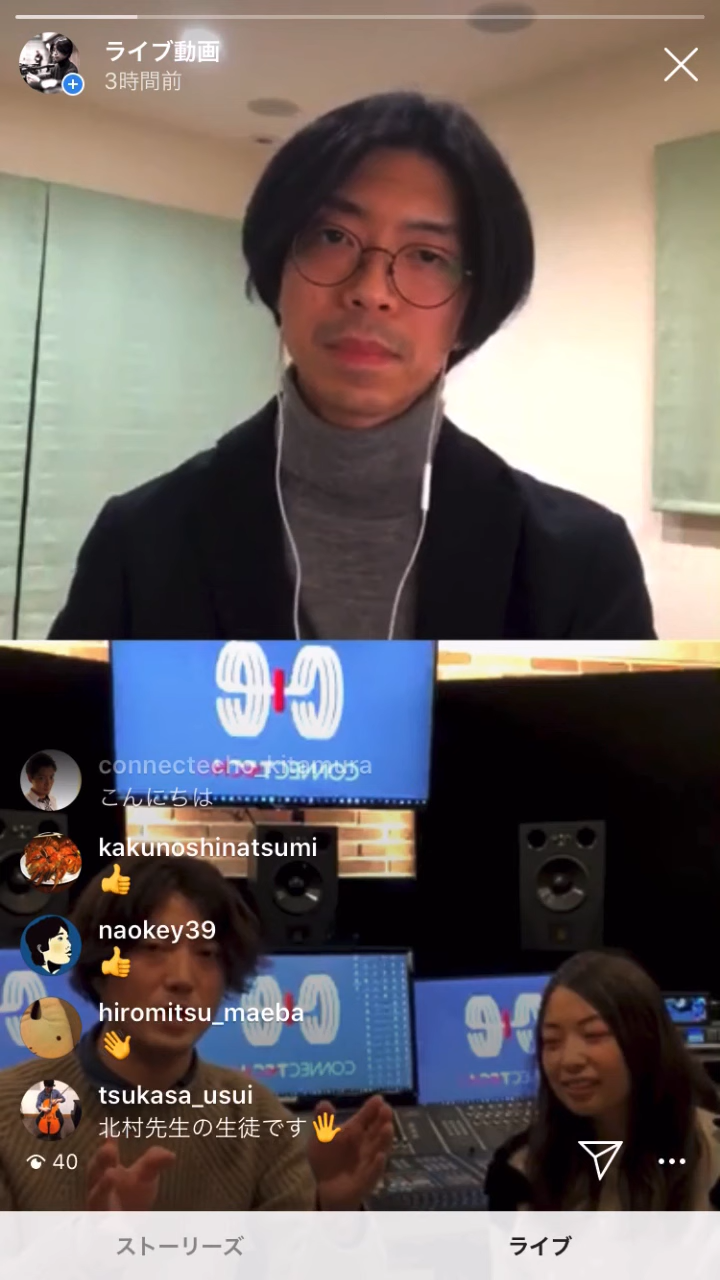 ライブ動画
3時間前
connectecho_kitamura
こんにちは
kakunoshinatsumi
👍
naokey39
👍
hiromitsu_maeba
👋
tsukasa_usui
北村先生の生徒です🖐
40
ストーリーズ
ライブ